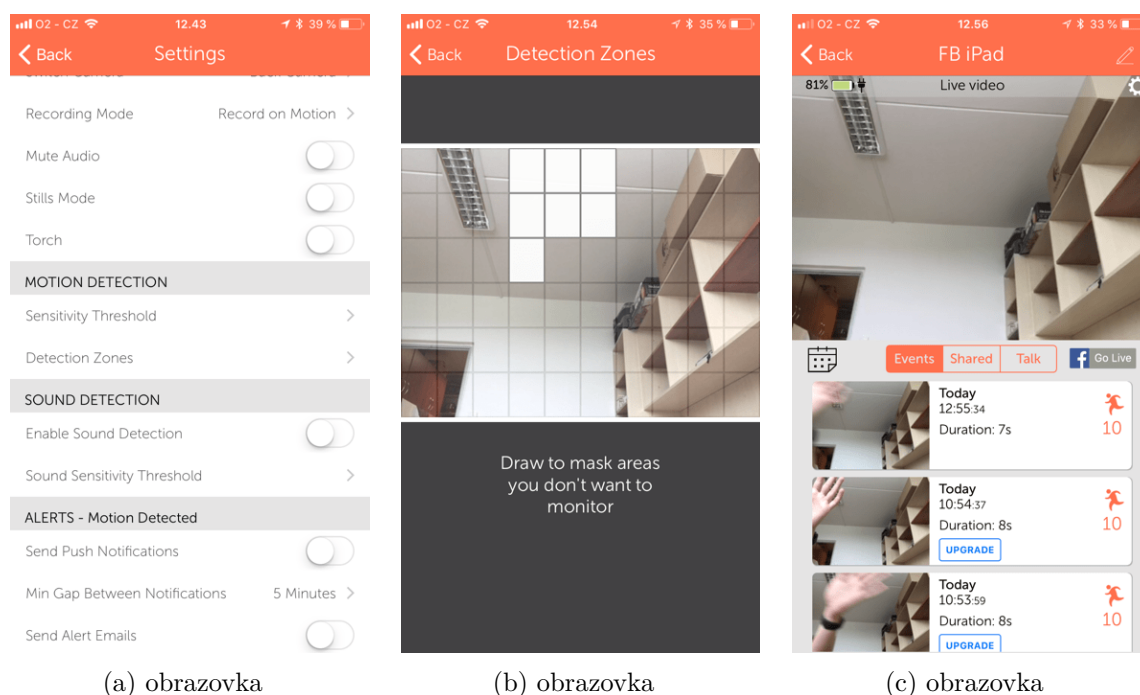 O2 - CZ 12.43 39 %
Back Settings
Recording Mode Record on Motion
Mute Audio
Stills Mode
Torch
MOTION DETECTION
Sensitivity Threshold
Detection Zones
SOUND DETECTION
Enable Sound Detection
Sound Sensitivity Threshold
ALERTS - Motion Detected
Send Push Notifications
Min Gap Between Notifications 5 Minutes
Send Alert Emails
(a) obrazovka
O2 - CZ 12.54 35 %
Back Detection Zones
Draw to mask areas
you don't want to
monitor
(b) obrazovka
O2 - CZ 12.56 33 %
Back FB iPad
81% Live video
Events Shared Talk f Go Live
Today
12:55:34
Duration: 7s
10
Today
10:54:37
Duration: 8s
10
UPGRADE
Today
10:53:59
Duration: 8s
10
UPGRADE
(c) obrazovka